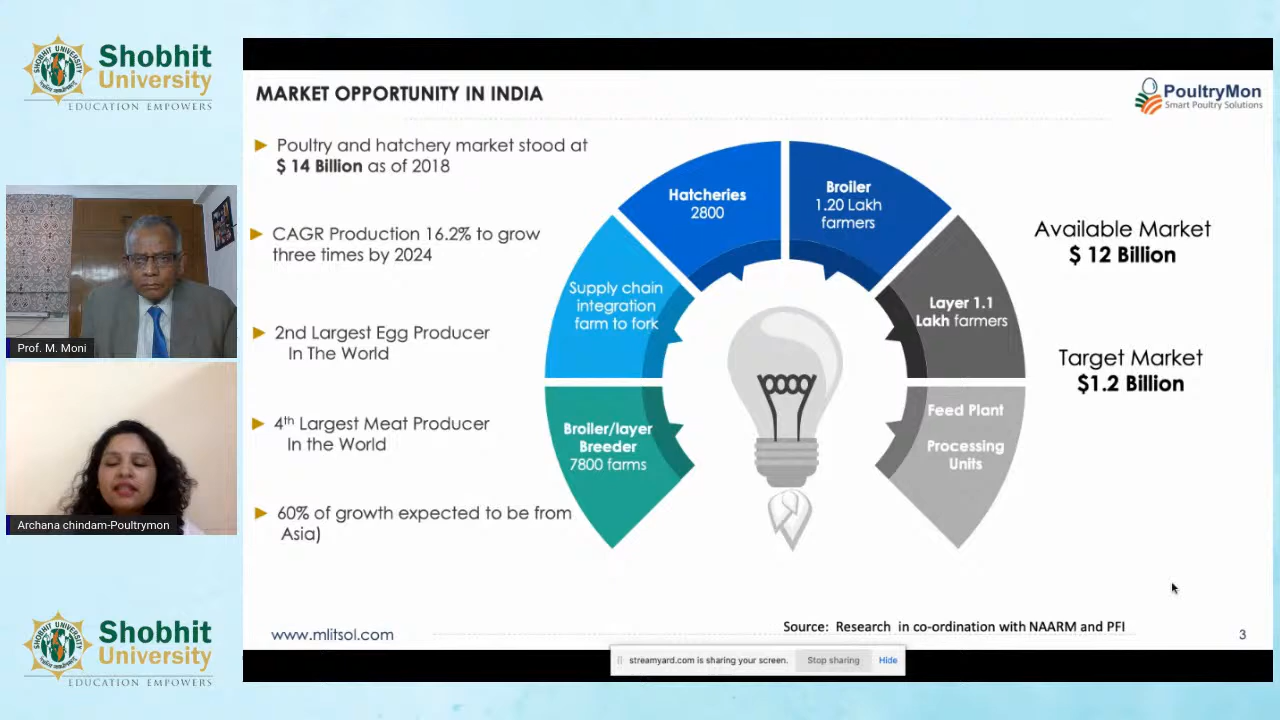 Shobhit
University
EDUCATION EMPOWERS
Prof. M. Moni
Archana chindam-Poultrymon
Shobhit
University
EDUCATION EMPOWERS
MARKET OPPORTUNITY IN INDIA
PoultryMon
Smart Poultry Solutions
► Poultry and hatchery market stood at
$ 14 Billion as of 2018
► CAGR Production 16.2% to grow
three times by 2024
► 2nd Largest Egg Producer
In The World
► 4th Largest Meat Producer
In the World
► 60% of growth expected to be from
Asia)
Broller/layer
Breeder
7800 farms
Supply chain
integration
farm to fork
Hatcheries
2800
Broiler
1.20 Lakh
farmers
Layer 1.1
Lakh farmers
Feed Plant
Processing
Units
Available Market
$ 12 Billion
Target Market
$1.2 Billion
Source: Research in co-ordination with NAARM and PFI
www.mlitsol.com
3
streamyard.com is sharing your screen.
Stop sharing
Hide